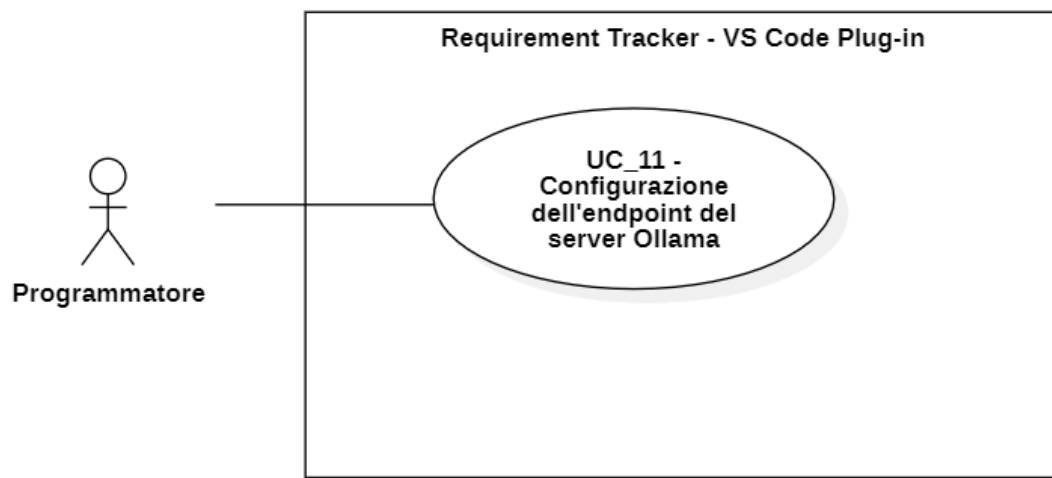 Requirement Tracker - VS Code Plug-in
UC_11 -
Configurazione
dell'endpoint del
server Ollama
Programmatore